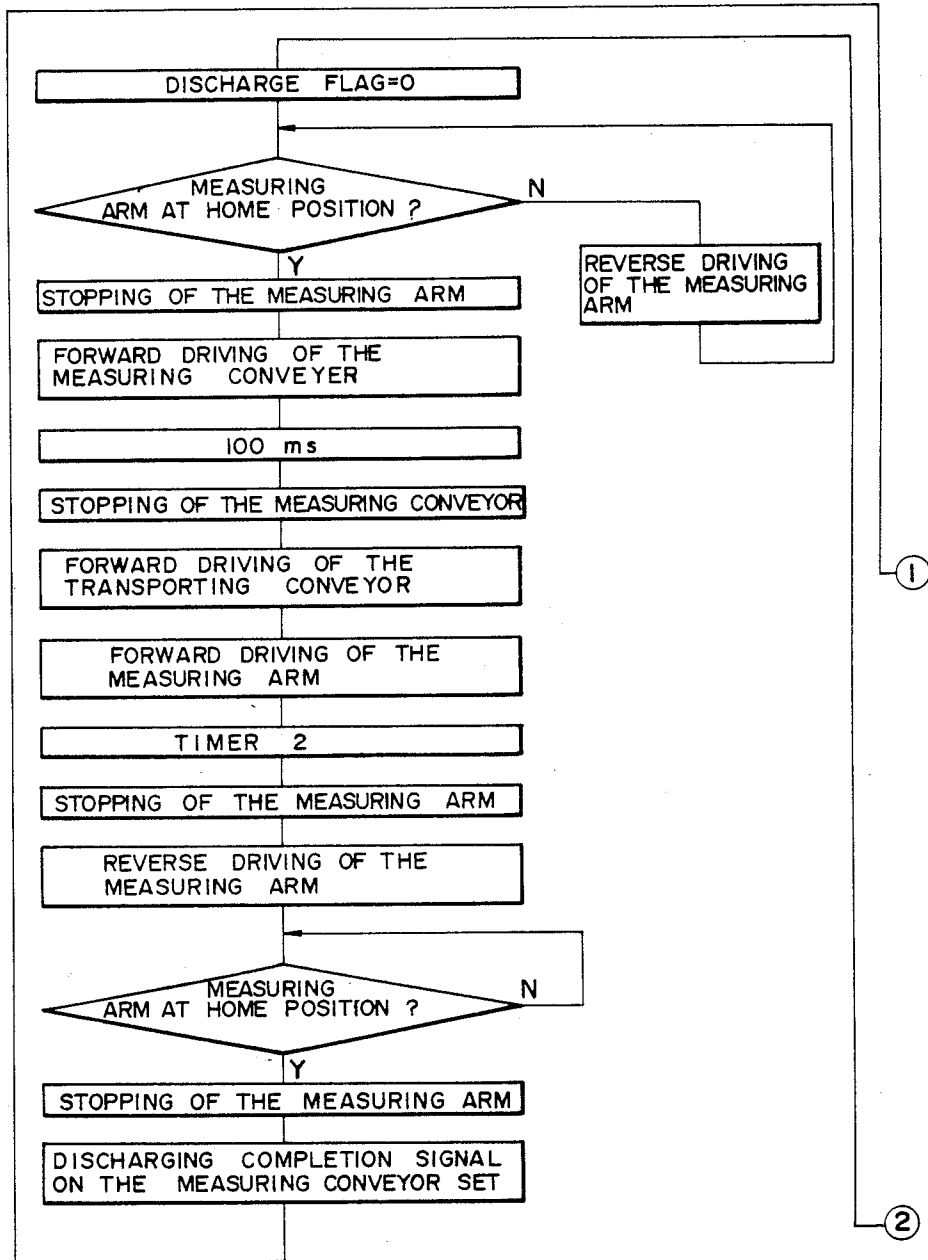 DISCHARGE FLAG=0
MEASURING
ARM AT HOME POSITION ?
N
Y
REVERSE DRIVING
OF THE MEASURING
ARM
STOPPING OF THE MEASURING ARM
FORWARD DRIVING OF THE
MEASURING CONVEYER
100 ms
STOPPING OF THE MEASURING CONVEYOR
FORWARD DRIVING OF THE
TRANSPORTING CONVEYOR
1
FORWARD DRIVING OF THE
MEASURING ARM
TIMER 2
STOPPING OF THE MEASURING ARM
REVERSE DRIVING OF THE
MEASURING ARM
MEASURING
ARM AT HOME POSITION ?
N
Y
STOPPING OF THE MEASURING ARM
DISCHARGING COMPLETION SIGNAL
ON THE MEASURING CONVEYOR SET
2